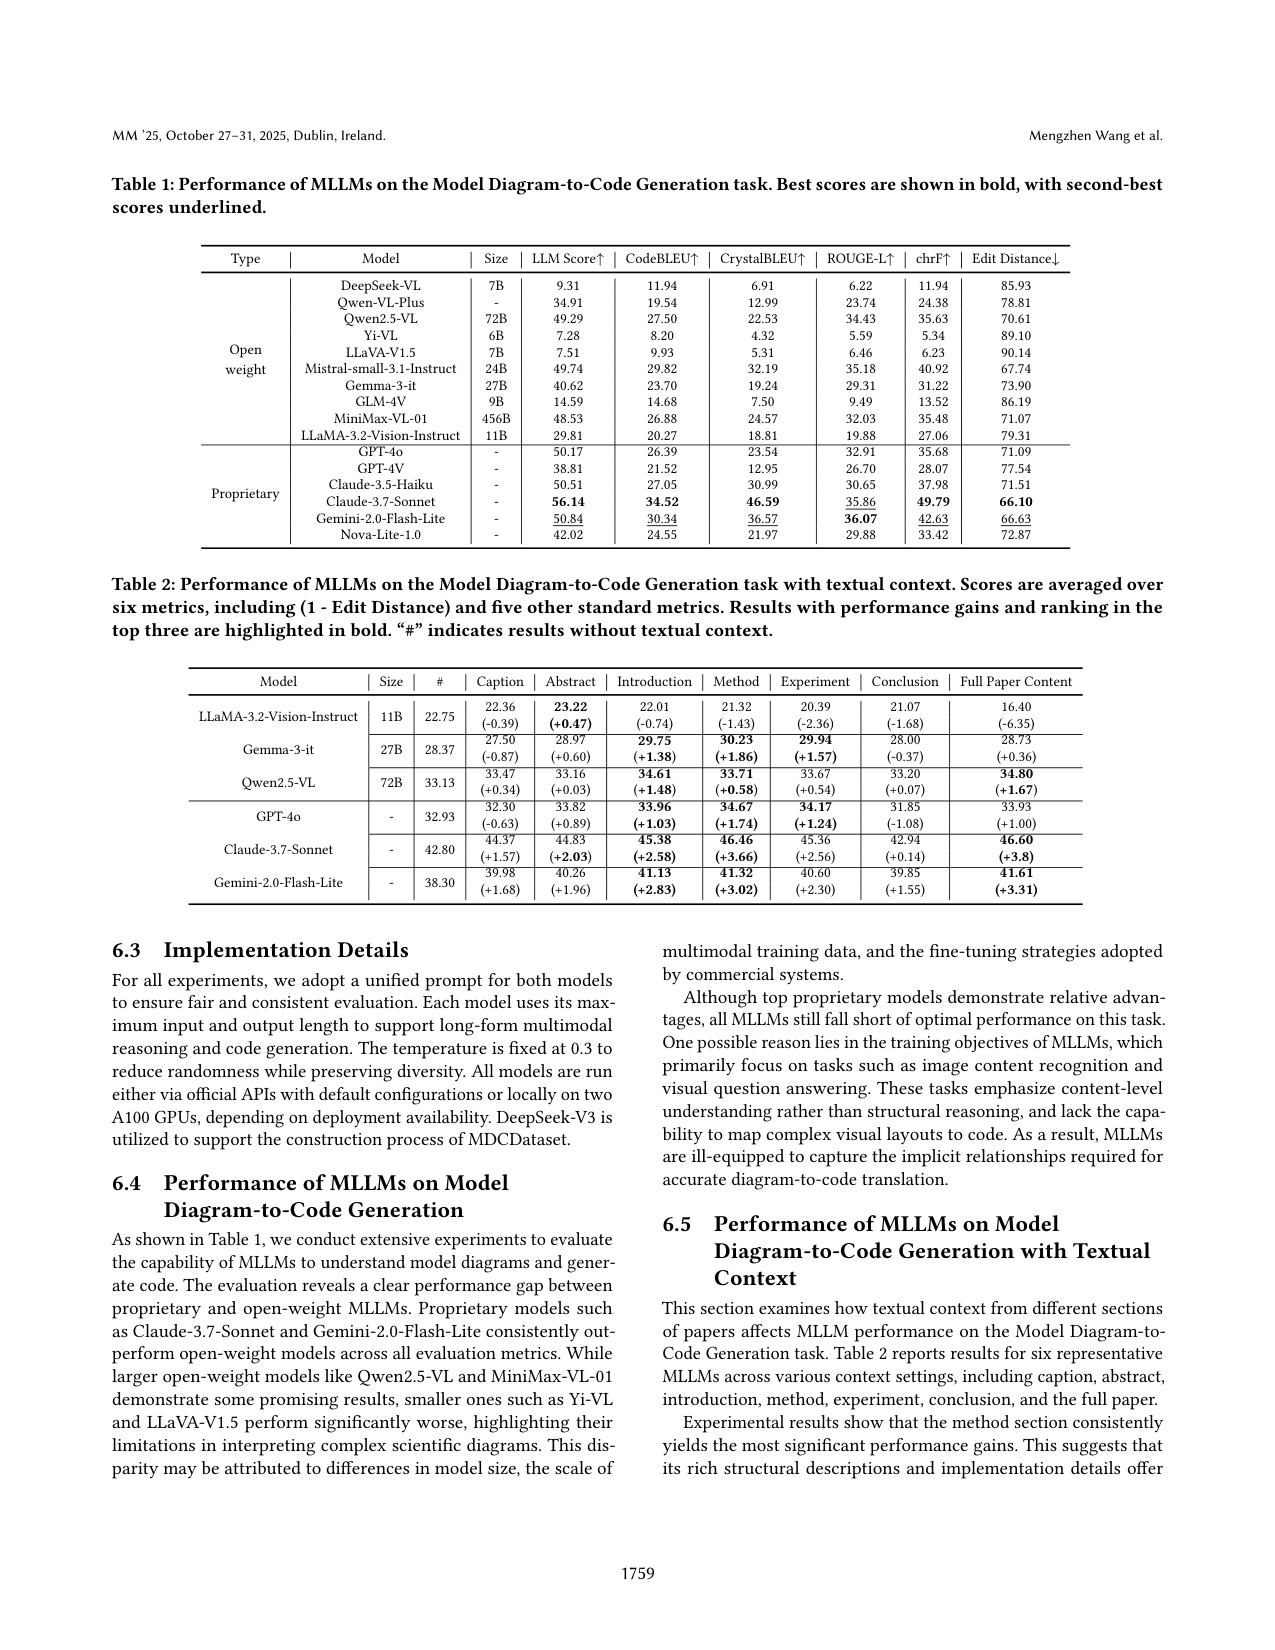 MM ’25, October 27–31, 2025, Dublin, Ireland.
Mengzhen Wang et al.
Table 1: Performance of MLLMs on the Model Diagram-to-Code Generation task. Best scores are shown in bold, with second-best
scores underlined.
Type Model Size LLM Score↑ CodeBLEU↑ CrystalBLEU↑ ROUGE-L↑ chrF↑ Edit Distance↓
Open weight
DeepSeek-VL 7B 9.31 11.94 6.91 6.22 11.94 85.93
Qwen-VL-Plus - 34.91 19.54 12.99 23.74 24.38 78.81
Qwen2.5-VL 72B 49.29 27.50 22.53 34.43 35.63 70.61
Yi-VL 6B 7.28 8.20 4.32 5.59 5.34 89.10
LLaVA-V1.5 7B 7.51 9.93 5.31 6.46 6.23 90.14
Mistral-small-3.1-Instruct 24B 49.74 29.82 32.19 35.18 40.92 67.74
Gemma-3-it 27B 40.62 23.70 19.24 29.31 31.22 73.90
GLM-4V 9B 14.59 14.68 7.50 9.49 13.52 86.19
MiniMax-VL-01 456B 48.53 26.88 24.57 32.03 35.48 71.07
LLaMA-3.2-Vision-Instruct 11B 29.81 20.27 18.81 19.88 27.06 79.31
Proprietary
GPT-4o - 50.17 26.39 23.54 32.91 35.68 71.09
GPT-4V - 38.81 21.52 12.95 26.70 28.07 77.54
Claude-3.5-Haiku - 50.51 27.05 30.99 30.65 37.98 71.51
Claude-3.7-Sonnet - 56.14 34.52 46.59 35.86 49.79 66.10
Gemini-2.0-Flash-Lite - 50.84 30.34 36.57 36.07 42.63 66.63
Nova-Lite-1.0 - 42.02 24.55 21.97 29.88 33.42 72.87
Table 2: Performance of MLLMs on the Model Diagram-to-Code Generation task with textual context. Scores are averaged over
six metrics, including (1 - Edit Distance) and five other standard metrics. Results with performance gains and ranking in the
top three are highlighted in bold. “#” indicates results without textual context.
Model Size # Caption Abstract Introduction Method Experiment Conclusion Full Paper Content
LLaMA-3.2-Vision-Instruct 11B 22.75 22.36 23.22 22.01 21.32 20.39 21.07 16.40
(-0.39) (+0.47) (-0.74) (-1.43) (-2.36) (-1.68) (-6.35)
Gemma-3-it 27B 28.37 27.50 28.97 29.75 30.23 29.94 28.00 28.73
(-0.87) (+0.60) (+1.38) (+1.86) (+1.57) (-0.37) (+0.36)
Qwen2.5-VL 72B 33.13 33.47 33.16 34.61 33.71 33.67 33.20 34.80
(+0.34) (+0.03) (+1.48) (+0.58) (+0.54) (+0.07) (+1.67)
GPT-4o - 32.93 32.30 33.82 33.96 34.67 34.17 31.85 33.93
(-0.63) (+0.89) (+1.03) (+1.74) (+1.24) (-1.08) (+1.00)
Claude-3.7-Sonnet - 42.80 44.37 44.83 45.38 46.46 45.36 42.94 46.60
(+1.57) (+2.03) (+2.58) (+3.66) (+2.56) (+0.14) (+3.8)
Gemini-2.0-Flash-Lite - 38.30 39.98 40.26 41.13 41.32 40.60 39.85 41.61
(+1.68) (+1.96) (+2.83) (+3.02) (+2.30) (+1.55) (+3.31)
6.3 Implementation Details
For all experiments, we adopt a unified prompt for both models
to ensure fair and consistent evaluation. Each model uses its max-
imum input and output length to support long-form multimodal
reasoning and code generation. The temperature is fixed at 0.3 to
reduce randomness while preserving diversity. All models are run
either via official APIs with default configurations or locally on two
A100 GPUs, depending on deployment availability. DeepSeek-V3 is
utilized to support the construction process of MDCDataset.
6.4 Performance of MLLMs on Model
Diagram-to-Code Generation
As shown in Table 1, we conduct extensive experiments to evaluate
the capability of MLLMs to understand model diagrams and gener-
ate code. The evaluation reveals a clear performance gap between
proprietary and open-weight MLLMs. Proprietary models such
as Claude-3.7-Sonnet and Gemini-2.0-Flash-Lite consistently out-
perform open-weight models across all evaluation metrics. While
larger open-weight models like Qwen2.5-VL and MiniMax-VL-01
demonstrate some promising results, smaller ones such as Yi-VL
and LLaVA-V1.5 perform significantly worse, highlighting their
limitations in interpreting complex scientific diagrams. This dis-
parity may be attributed to differences in model size, the scale of
multimodal training data, and the fine-tuning strategies adopted
by commercial systems.
Although top proprietary models demonstrate relative advan-
tages, all MLLMs still fall short of optimal performance on this task.
One possible reason lies in the training objectives of MLLMs, which
primarily focus on tasks such as image content recognition and
visual question answering. These tasks emphasize content-level
understanding rather than structural reasoning, and lack the capa-
bility to map complex visual layouts to code. As a result, MLLMs
are ill-equipped to capture the implicit relationships required for
accurate diagram-to-code translation.
6.5 Performance of MLLMs on Model
Diagram-to-Code Generation with Textual
Context
This section examines how textual context from different sections
of papers affects MLLM performance on the Model Diagram-to-
Code Generation task. Table 2 reports results for six representative
MLLMs across various context settings, including caption, abstract,
introduction, method, experiment, conclusion, and the full paper.
Experimental results show that the method section consistently
yields the most significant performance gains. This suggests that
its rich structural descriptions and implementation details offer
1759